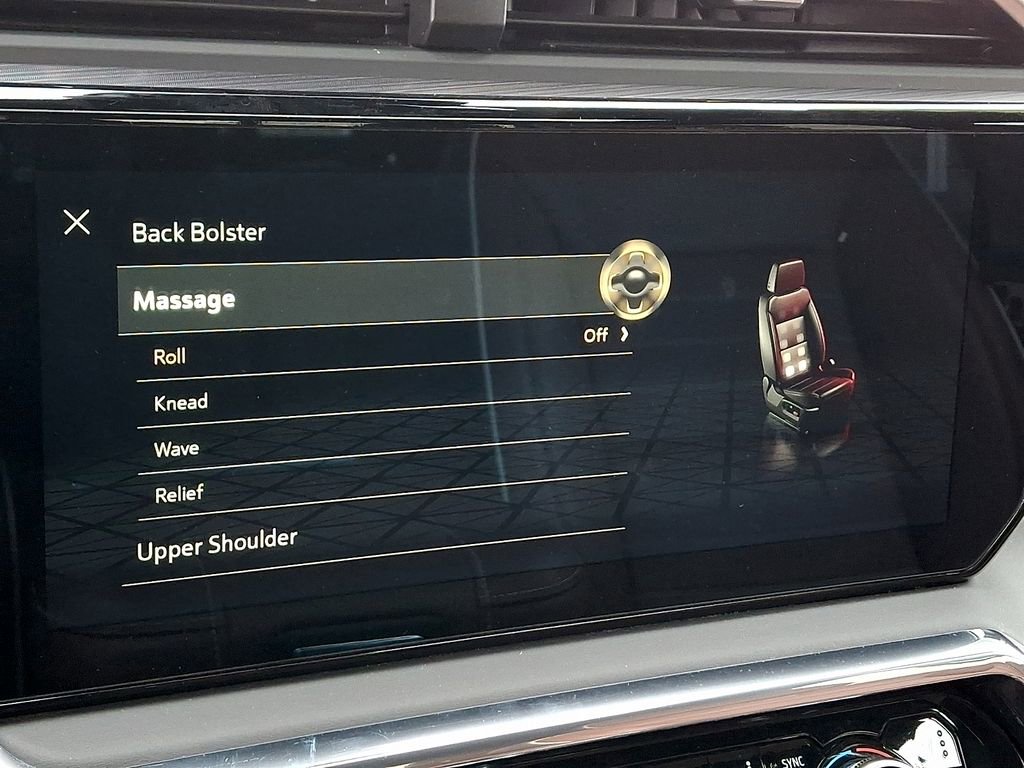 Back Bolster
Massage
Off
Roll
Knead
Wave
Relief
Upper Shoulder
SYNC